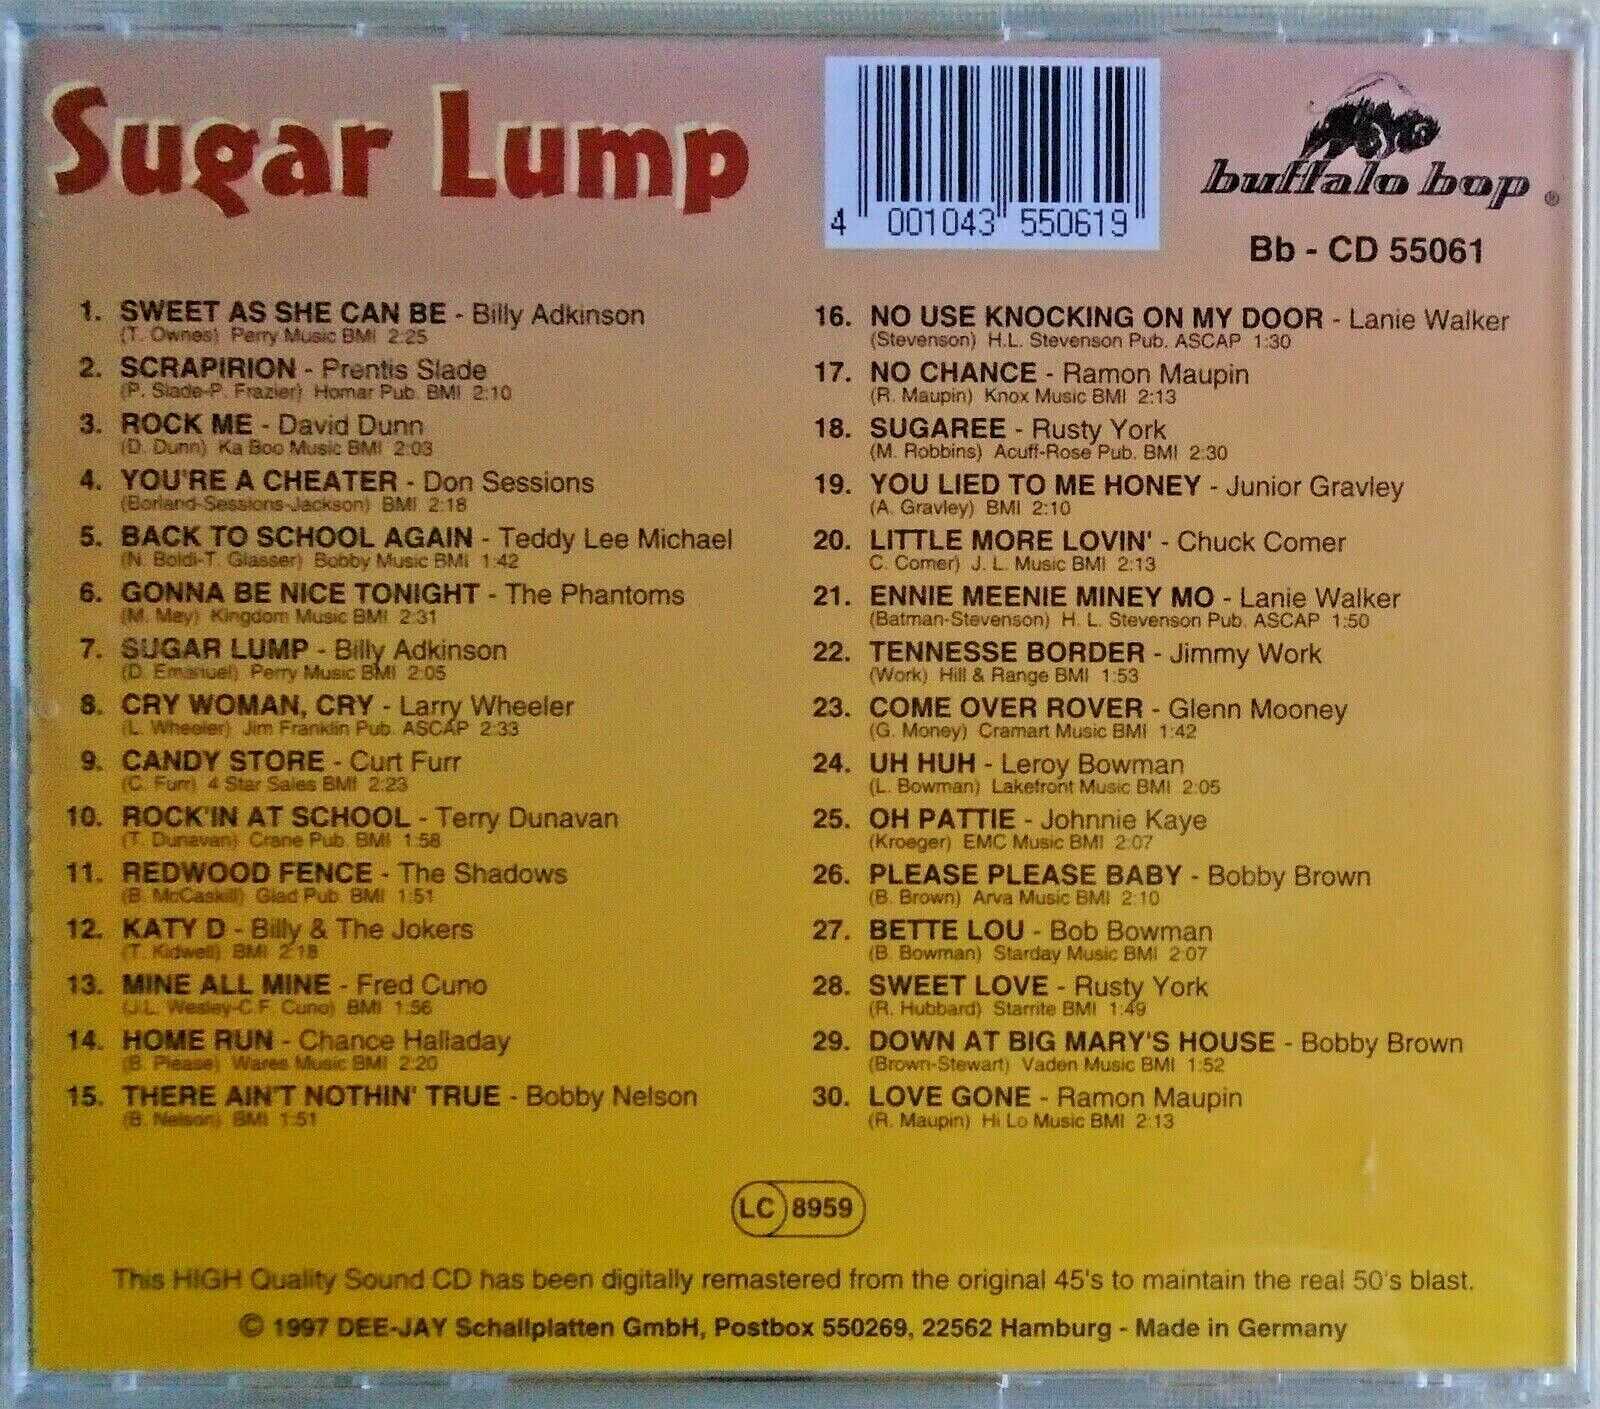 Sugar Lump
4 001043 550619
buffalo bop ®
Bb - CD 55061
1. SWEET AS SHE CAN BE - Billy Adkinson
(T. Ownes) Perry Music BMI 2:25
2. SCRAPIRION - Prentis Slade
(P. Slade-P. Frazier) Homar Pub. BMI 2:10
3. ROCK ME - David Dunn
(D. Dunn) Ka Boo Music BMI 2:03
4. YOU'RE A CHEATER - Don Sessions
(Borland-Sessions-Jackson) BMI 2:18
5. BACK TO SCHOOL AGAIN - Teddy Lee Michael
(N. Boldi-T. Glasser) Bobby Music BMI 1:42
6. GONNA BE NICE TONIGHT - The Phantoms
(M. May) Kingdom Music BMI 2:31
7. SUGAR LUMP - Billy Adkinson
(D. Emanuel) Perry Music BMI 2:05
8. CRY WOMAN, CRY - Larry Wheeler
(L. Wheeler) Jim Franklin Pub. ASCAP 2:33
9. CANDY STORE - Curt Furr
(C. Furr) 4 Star Sales BMI 2:23
10. ROCK'IN AT SCHOOL - Terry Dunavan
(T. Dunavan) Crane Pub. BMI 1:58
11. REDWOOD FENCE - The Shadows
(B. McCaskill) Glad Pub. BMI 1:51
12. KATY D - Billy & The Jokers
(T. Kidwell) BMI 2:18
13. MINE ALL MINE - Fred Cuno
(J.L. Wesley-C.F. Cuno) BMI 1:56
14. HOME RUN - Chance Halladay
(B. Please) Wares Music BMI 2:20
15. THERE AIN'T NOTHIN' TRUE - Bobby Nelson
(B. Nelson) BMI 1:51
16. NO USE KNOCKING ON MY DOOR - Lanie Walker
(Stevenson) H.L. Stevenson Pub. ASCAP 1:30
17. NO CHANCE - Ramon Maupin
(R. Maupin) Knox Music BMI 2:13
18. SUGAREE - Rusty York
(M. Robbins) Acuff-Rose Pub. BMI 2:30
19. YOU LIED TO ME HONEY - Junior Gravley
(A. Gravley) BMI 2:10
20. LITTLE MORE LOVIN' - Chuck Comer
C. Comer) J. L. Music BMI 2:13
21. ENNIE MEENIE MINEY MO - Lanie Walker
(Batman-Stevenson) H. L. Stevenson Pub. ASCAP 1:50
22. TENNESSE BORDER - Jimmy Work
(Work) Hill & Range BMI 1:53
23. COME OVER ROVER - Glenn Mooney
(G. Money) Cramart Music BMI 1:42
24. UH HUH - Leroy Bowman
(L. Bowman) Lakefront Music BMI 2:05
25. OH PATTIE - Johnnie Kaye
(Kroeger) EMC Music BMI 2:07
26. PLEASE PLEASE BABY - Bobby Brown
(B. Brown) Arva Music BMI 2:10
27. BETTE LOU - Bob Bowman
(B. Bowman) Starday Music BMI 2:07
28. SWEET LOVE - Rusty York
(R. Hubbard) Starrite BMI 1:49
29. DOWN AT BIG MARY'S HOUSE - Bobby Brown
(Brown-Stewart) Vaden Music BMI 1:52
30. LOVE GONE - Ramon Maupin
(R. Maupin) Hi Lo Music BMI 2:13
LC 8959
This HIGH Quality Sound CD has been digitally remastered from the original 45's to maintain the real 50's blast.
© 1997 DEE-JAY Schallplatten GmbH, Postbox 550269, 22562 Hamburg - Made in Germany